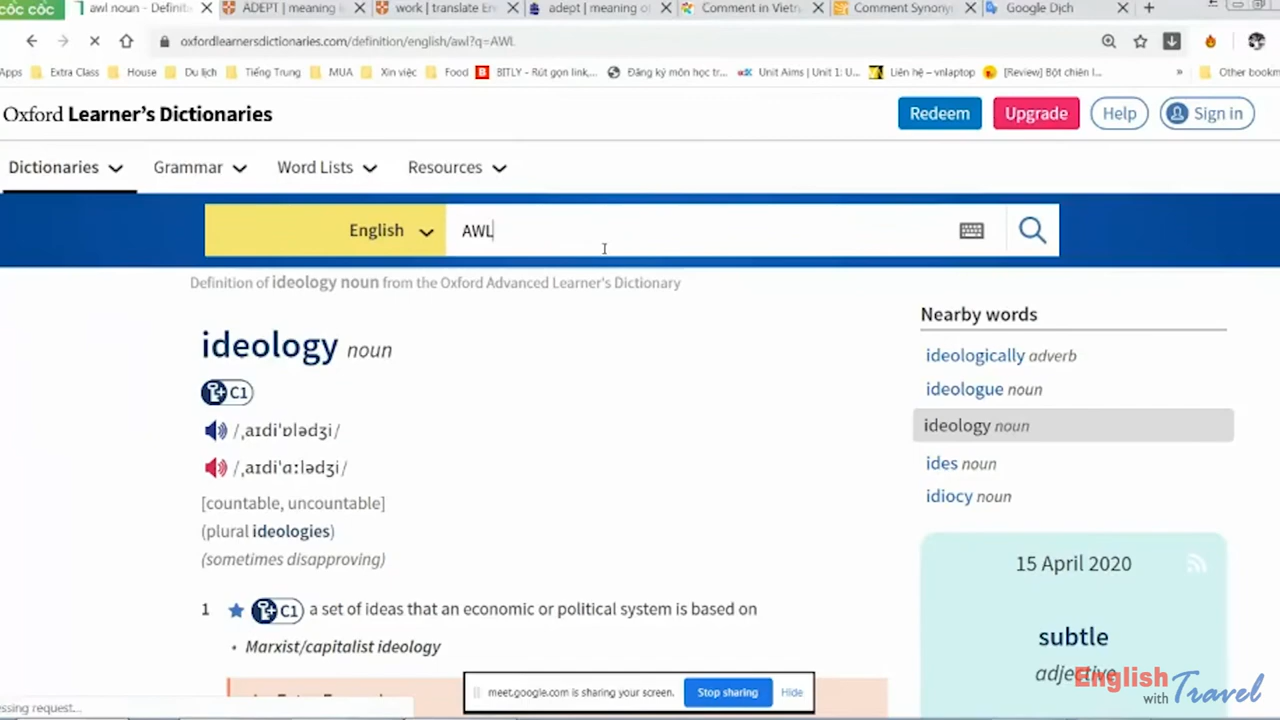 cốc cốc awl noun - Definit ADEPT | meaning work | translate En adept | meaning of Comment in Vietn Comment Synonym Google Dịch
oxfordlearnersdictionaries.com/definition/english/awl?q=AWL
Apps Extra Class House Du lịch Tiếng Trung MUA Xin việc Food BITLY - Rút gọn link,... Đăng ký môn học tr... Unit Aims | Unit 1: U... Liên hệ – vnlaptop [Review] Bột chiên l... » Other bookm
Oxford Learner's Dictionaries
Redeem Upgrade Help Sign in
Dictionaries Grammar Word Lists Resources
English AWL
Definition of ideology noun from the Oxford Advanced Learner's Dictionary
ideology noun
C1
/ˌaɪdiˈɒlədʒi/
/ˌaɪdiˈɑːlədʒi/
[countable, uncountable]
(plural ideologies)
(sometimes disapproving)
1 C1 a set of ideas that an economic or political system is based on
• Marxist/capitalist ideology
Nearby words
ideologically adverb
ideologue noun
ideology noun
ides noun
idiocy noun
15 April 2020
subtle
adjective
meet.google.com is sharing your screen. Stop sharing Hide
essing request...
English
with Travel